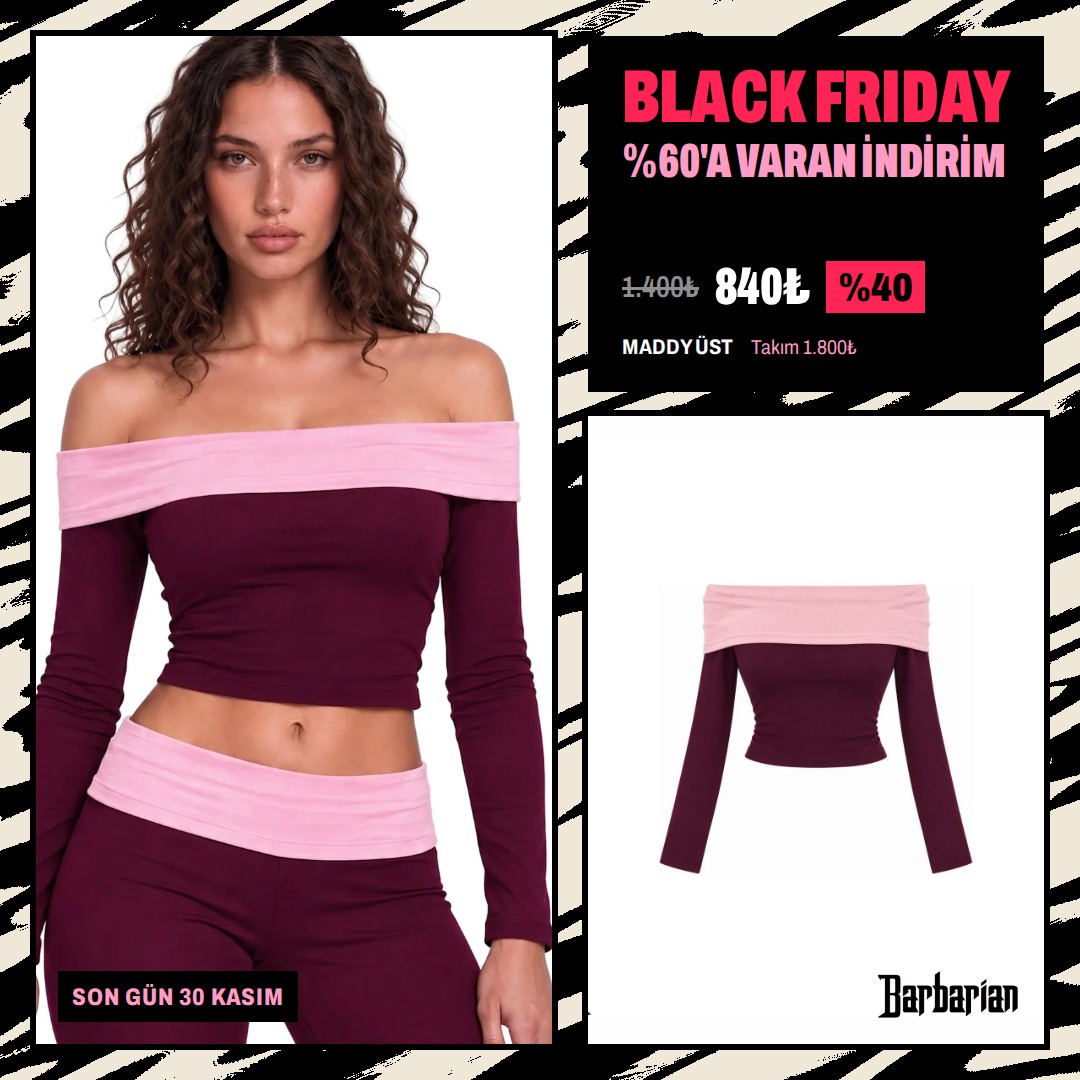 BLACK FRIDAY
%60'A VARAN İNDİRİM
1.400₺ 840₺ %40
MADDY ÜST Takım 1.800₺
SON GÜN 30 KASIM
Barbarian